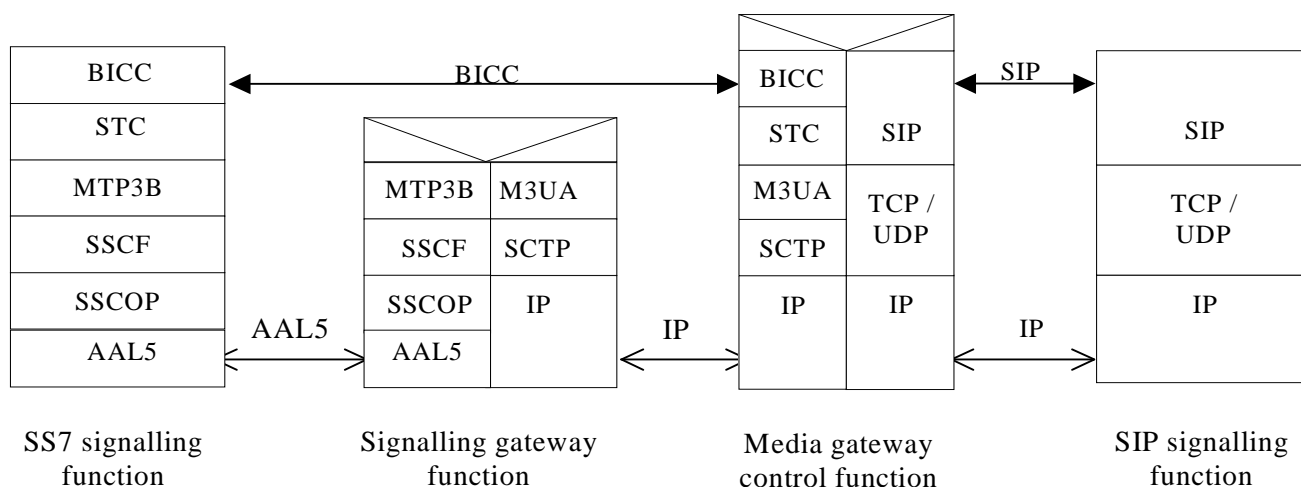 BICC
STC
MTP3B
SSCF
SSCOP
AAL5
SS7 signalling
function
BICC
AAL5
MTP3B
M3UA
SSCF
SCTP
SSCOP
IP
AAL5
Signalling gateway
function
IP
BICC
STC
M3UA
SCTP
IP
SIP
TCP /
UDP
IP
Media gateway
control function
SIP
IP
SIP
TCP /
UDP
IP
SIP signalling
function